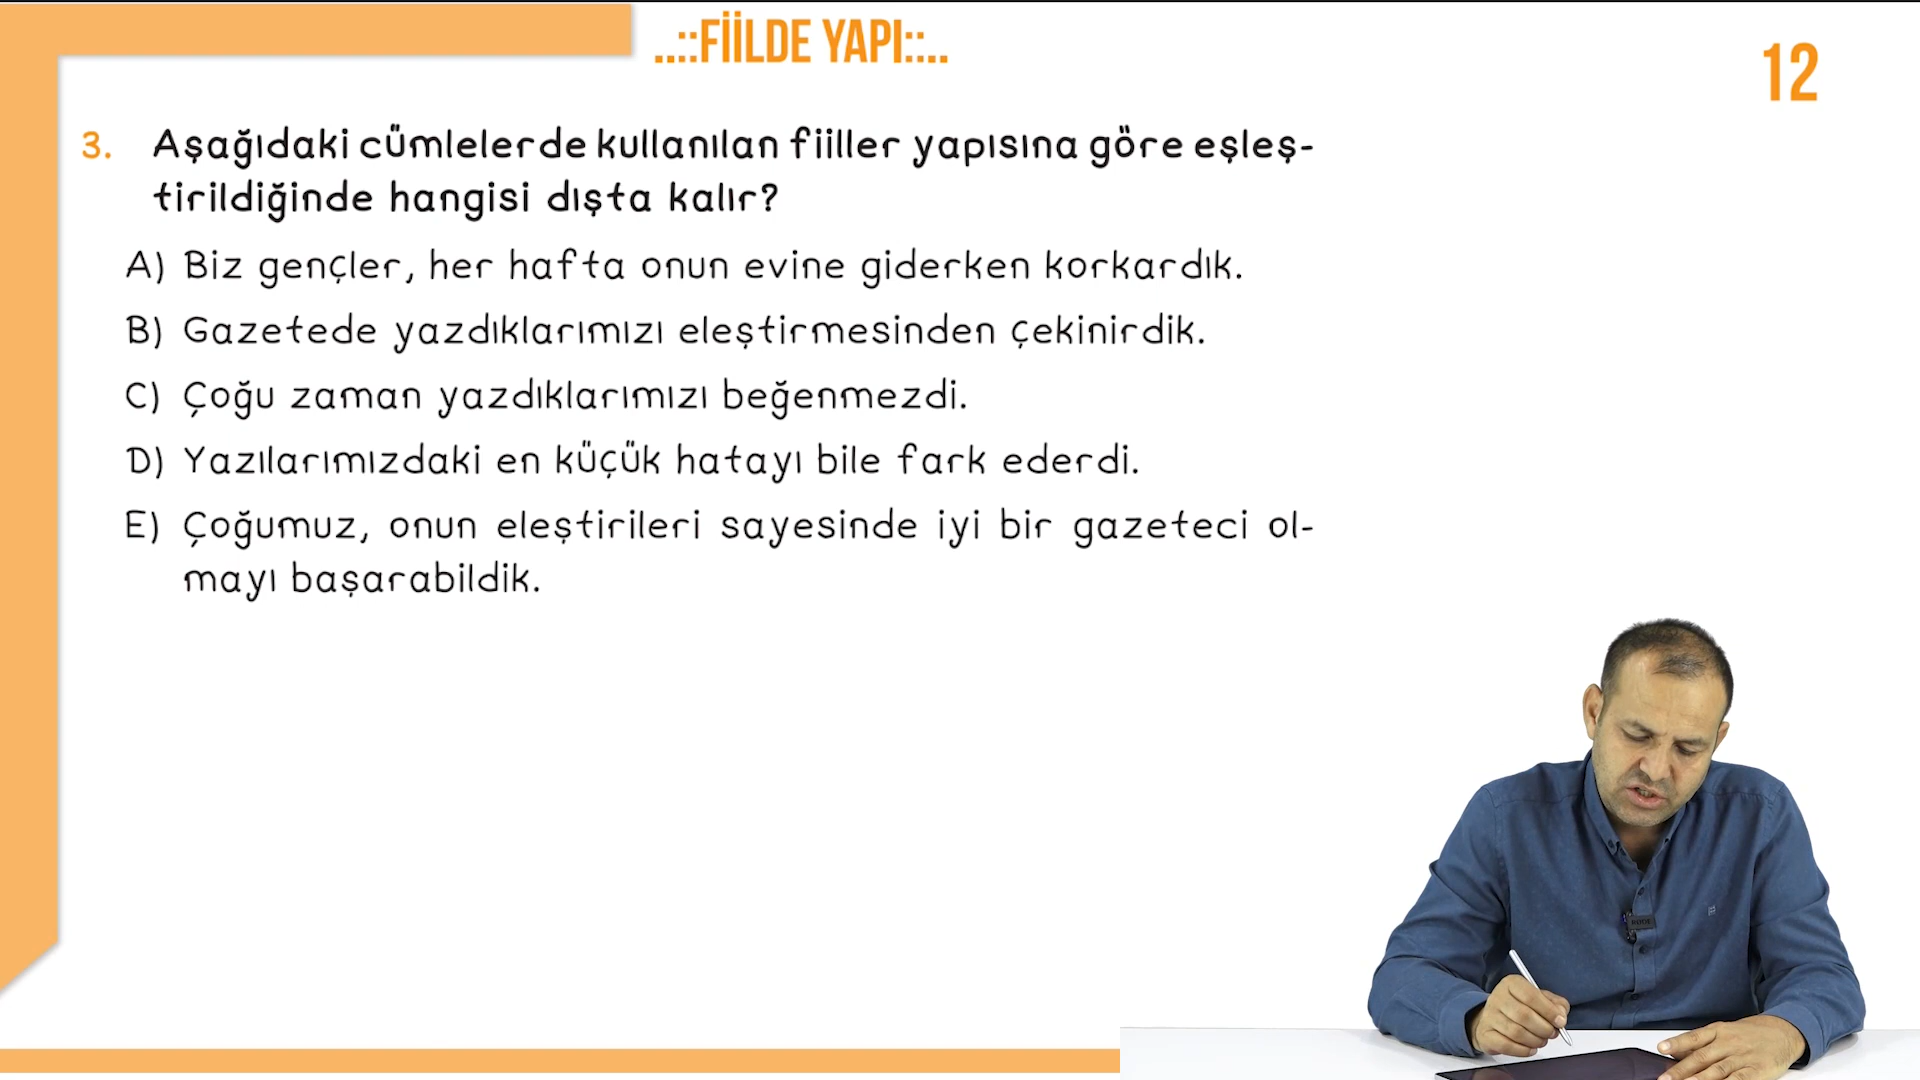 ..::FİİLDE YAPI::..
12
3. Aşağıdaki cümlelerde kullanılan fiiller yapısına göre eşleş-
tirildiğinde hangisi dışta kalır?
A) Biz gençler, her hafta onun evine giderken korkardık.
B) Gazetede yazdıklarımızı eleştirmesinden çekinirdik.
C) Çoğu zaman yazdıklarımızı beğenmezdi.
D) Yazılarımızdaki en küçük hatayı bile fark ederdi.
E) Çoğumuz, onun eleştirileri sayesinde iyi bir gazeteci ol-
mayı başarabildik.